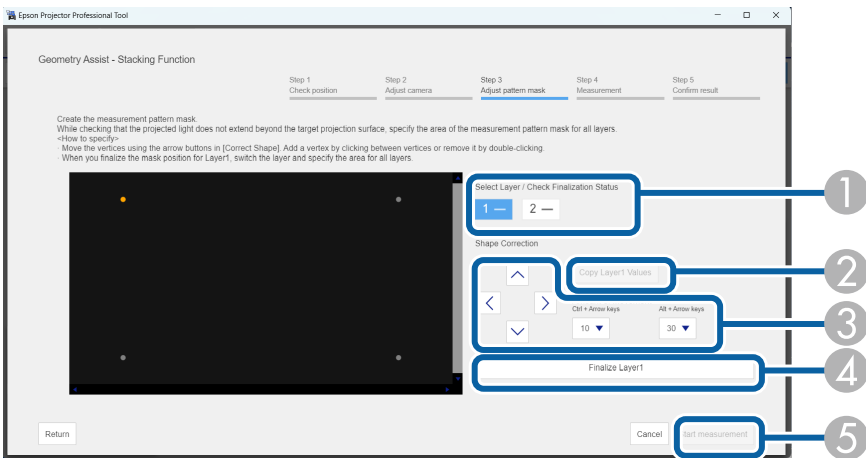 Epson Projector Professional Tool
Geometry Assist - Stacking Function
Step 1
Check position
Step 2
Adjust camera
Step 3
Adjust pattern mask
Step 4
Measurement
Step 5
Confirm result
Create the measurement pattern mask.
While checking that the projected light does not extend beyond the target projection surface, specify the area of the measurement pattern mask for all layers.
<How to specify>
· Move the vertices using the arrow buttons in [Correct Shape]. Add a vertex by clicking between vertices or remove it by double-clicking.
· When you finalize the mask position for Layer1, switch the layer and specify the area for all layers.
Select Layer / Check Finalization Status
1 — 2 —
1
Shape Correction
Copy Layer1 Values
2
Ctrl + Arrow keys
Alt + Arrow keys
10 ▼ 30 ▼
3
Finalize Layer1
4
Return
Cancel
tart measurement
5